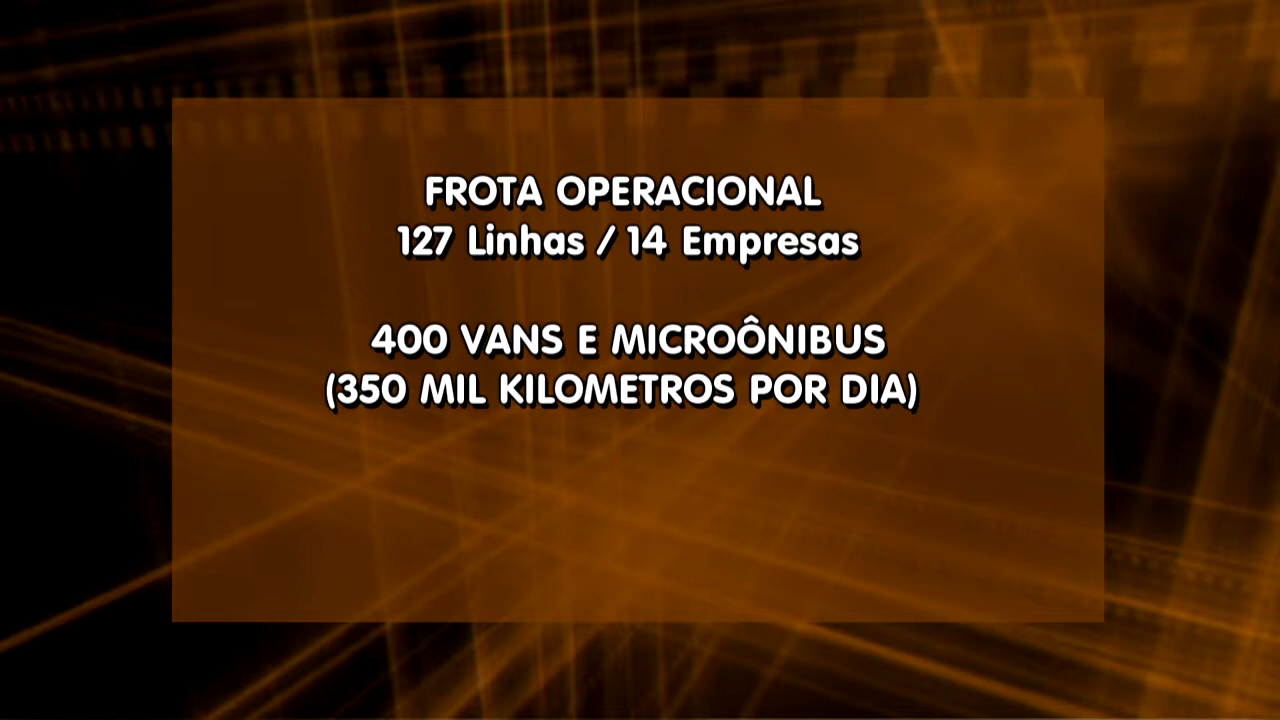 FROTA OPERACIONAL
127 Linhas / 14 Empresas
400 VANS E MICROÔNIBUS
(350 MIL KILOMETROS POR DIA)